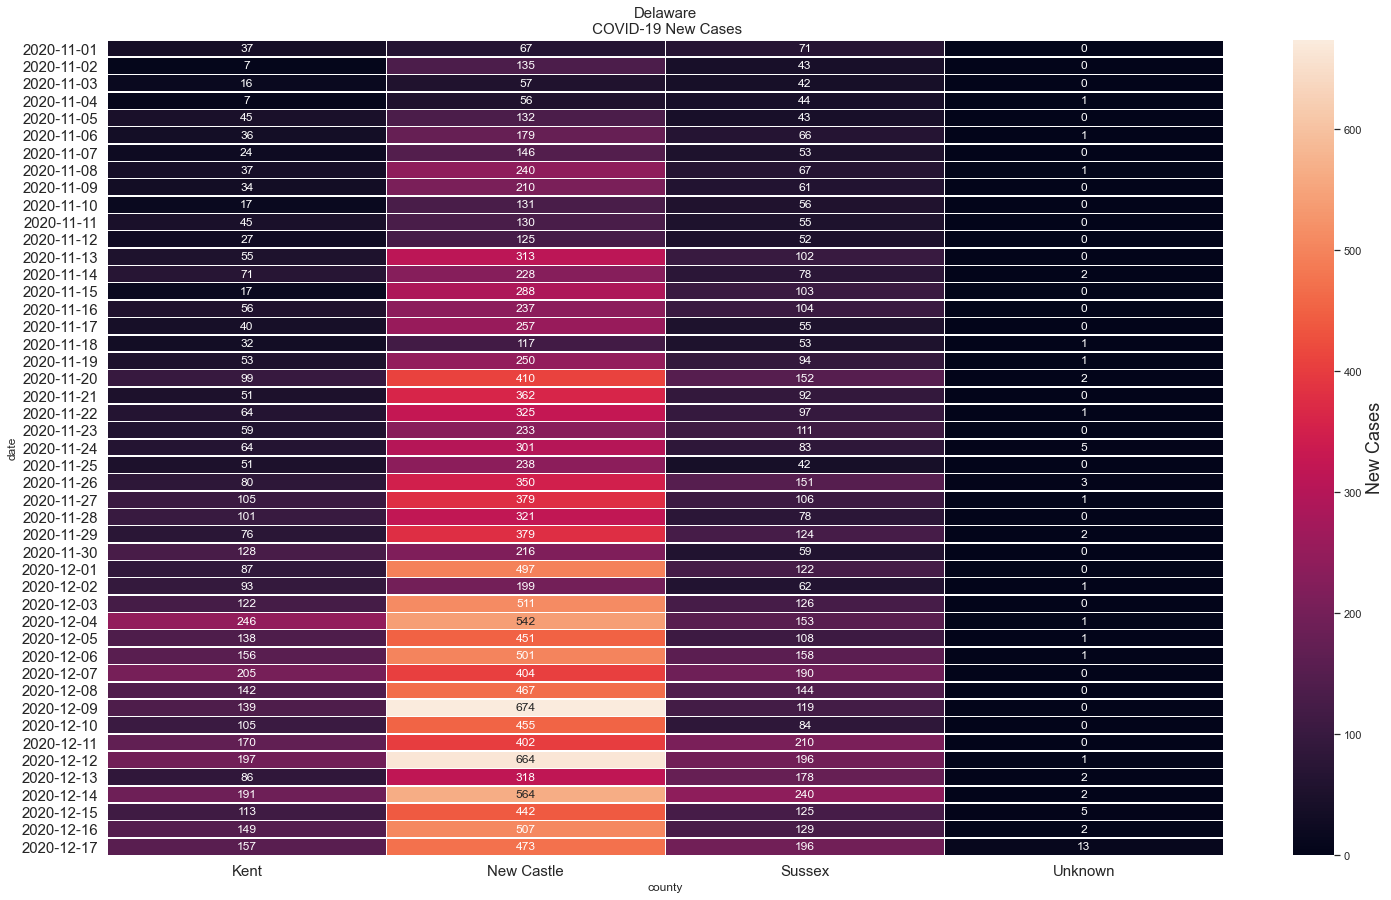 Delaware
COVID-19 New Cases
2020-11-01 37 67 71 0
2020-11-02 7 135 43 0
2020-11-03 16 57 42 0
2020-11-04 7 56 44 1
2020-11-05 45 132 43 0
2020-11-06 36 179 66 1
2020-11-07 24 146 53 0
2020-11-08 37 240 67 1
2020-11-09 34 210 61 0
2020-11-10 17 131 56 0
2020-11-11 45 130 55 0
2020-11-12 27 125 52 0
2020-11-13 55 313 102 0
2020-11-14 71 228 78 2
2020-11-15 17 288 103 0
2020-11-16 56 237 104 0
2020-11-17 40 257 55 0
2020-11-18 32 117 53 1
2020-11-19 53 250 94 1
2020-11-20 99 410 152 2
2020-11-21 51 362 92 0
2020-11-22 64 325 97 1
2020-11-23 59 233 111 0
2020-11-24 64 301 83 5
2020-11-25 51 238 42 0
2020-11-26 80 350 151 3
2020-11-27 105 379 106 1
2020-11-28 101 321 78 0
2020-11-29 76 379 124 2
2020-11-30 128 216 59 0
2020-12-01 87 497 122 0
2020-12-02 93 199 62 1
2020-12-03 122 511 126 0
2020-12-04 246 542 153 1
2020-12-05 138 451 108 1
2020-12-06 156 501 158 1
2020-12-07 205 404 190 0
2020-12-08 142 467 144 0
2020-12-09 139 674 119 0
2020-12-10 105 455 84 0
2020-12-11 170 402 210 0
2020-12-12 197 664 196 1
2020-12-13 86 318 178 2
2020-12-14 191 564 240 2
2020-12-15 113 442 125 5
2020-12-16 149 507 129 2
2020-12-17 157 473 196 13
Kent New Castle Sussex Unknown
county
date
600
500
400
300
200
100
0
New Cases